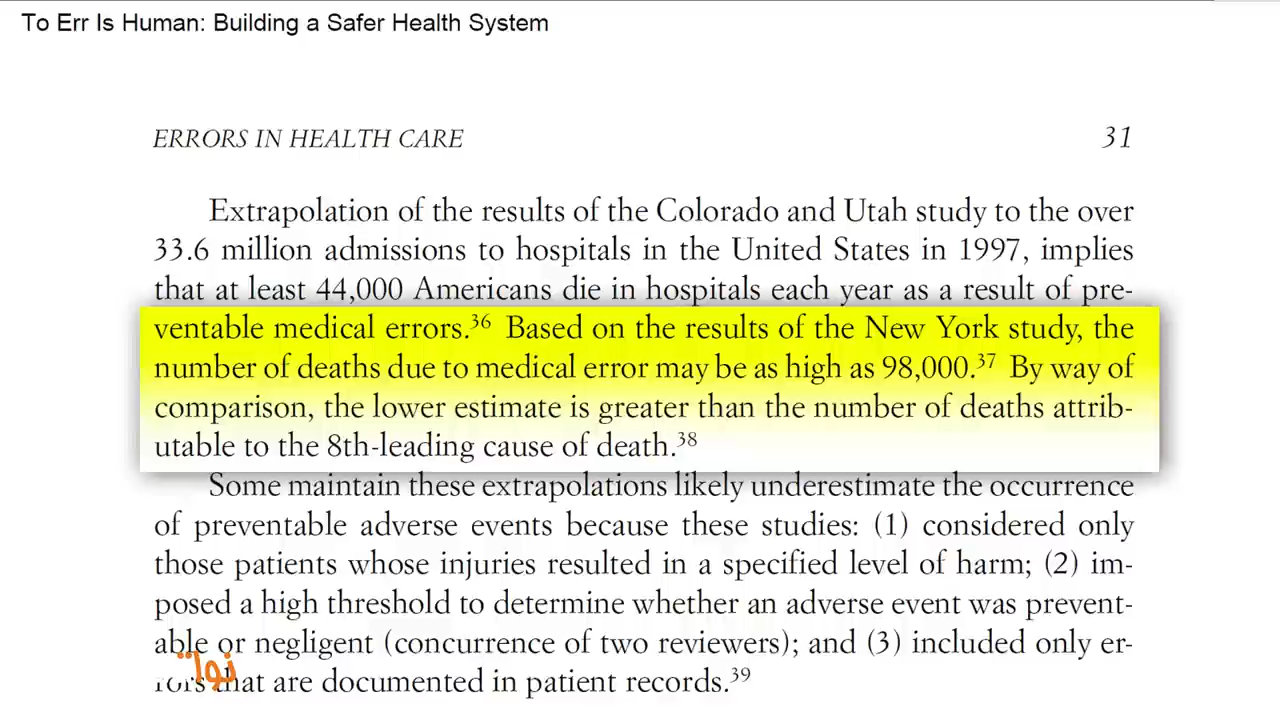 To Err Is Human: Building a Safer Health System
ERRORS IN HEALTH CARE 31
Extrapolation of the results of the Colorado and Utah study to the over
33.6 million admissions to hospitals in the United States in 1997, implies
that at least 44,000 Americans die in hospitals each year as a result of pre-
ventable medical errors.36 Based on the results of the New York study, the
number of deaths due to medical error may be as high as 98,000.37 By way of
comparison, the lower estimate is greater than the number of deaths attrib-
utable to the 8th-leading cause of death.38
Some maintain these extrapolations likely underestimate the occurrence
of preventable adverse events because these studies: (1) considered only
those patients whose injuries resulted in a specified level of harm; (2) im-
posed a high threshold to determine whether an adverse event was prevent-
able or negligent (concurrence of two reviewers); and (3) included only er-
rors that are documented in patient records.39